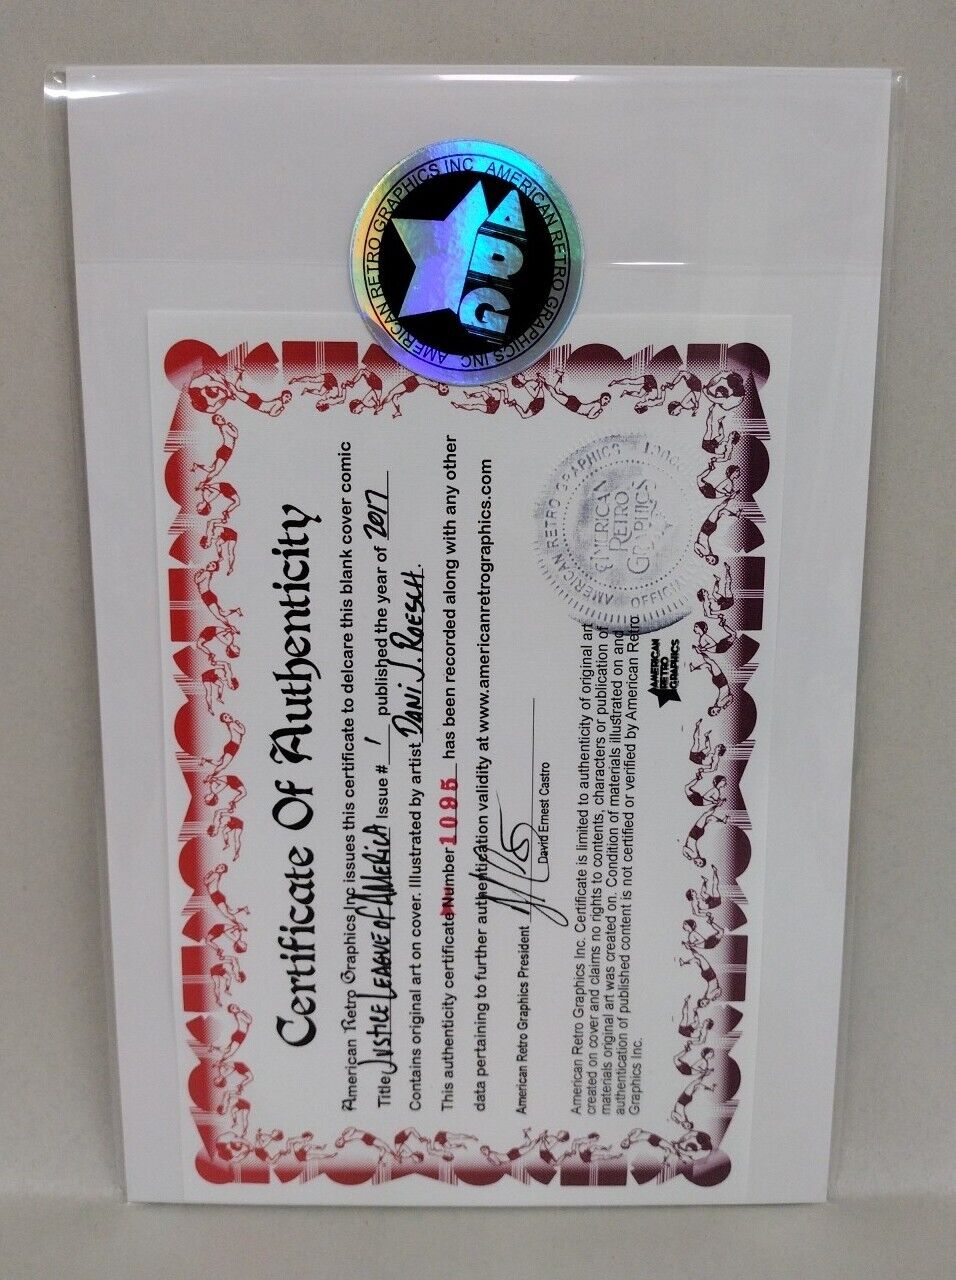 AMERICAN RETRO GRAPHICS INC AMERICAN RETRO GRAPHICS INC
Certificate Of Authenticity
American Retro Graphics Inc issues this certificate to delcare this blank cover comic
Title Justice League of America Issue # 1 published the year of 2017
Contains original art on cover. Illustrated by artist Dani J. Roesch.
This authenticity certificate Number 1095 has been recorded along with any other
data pertaining to further authentication validity at www.americanretrographics.com
American Retro Graphics President
David Ernest Castro
American Retro Graphics Inc. Certificate is limited to authenticity of original art
created on cover and claims no rights to contents, characters or publication of
materials original art was created on. Condition of materials illustrated on and
authentication of published content is not certified or verified by American Retro
Graphics Inc.
AMERICAN
RETRO
GRAPHICS
AMERICAN RETRO GRAPHICS
AMERICAN
RETRO
GRAPHICS